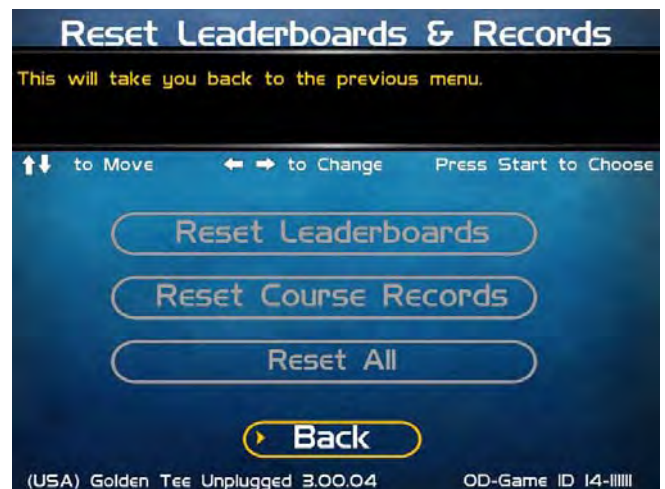 Reset Leaderboards & Records
This will take you back to the previous menu.
to Move to Change Press Start to Choose
Reset Leaderboards
Reset Course Records
Reset All
Back
(USA) Golden Tee Unplugged 3.00.04 OD-Game ID 14-111111